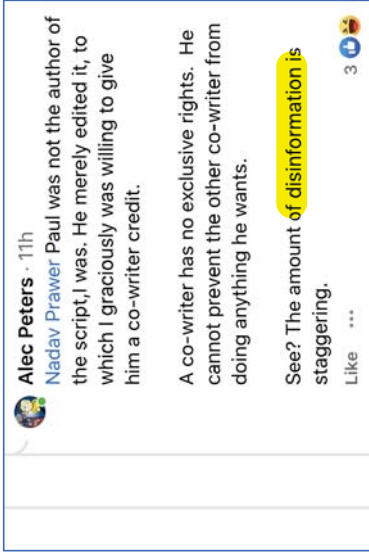 Alec Peters · 11h
Nadav Prawer Paul was not the author of
the script,I was. He merely edited it, to
which I graciously was willing to give
him a co-writer credit.
A co-writer has no exclusive rights.  He
cannot prevent the other co-writer from
doing anything he wants.
See? The amount of disinformation is
staggering.
Like ··· 3